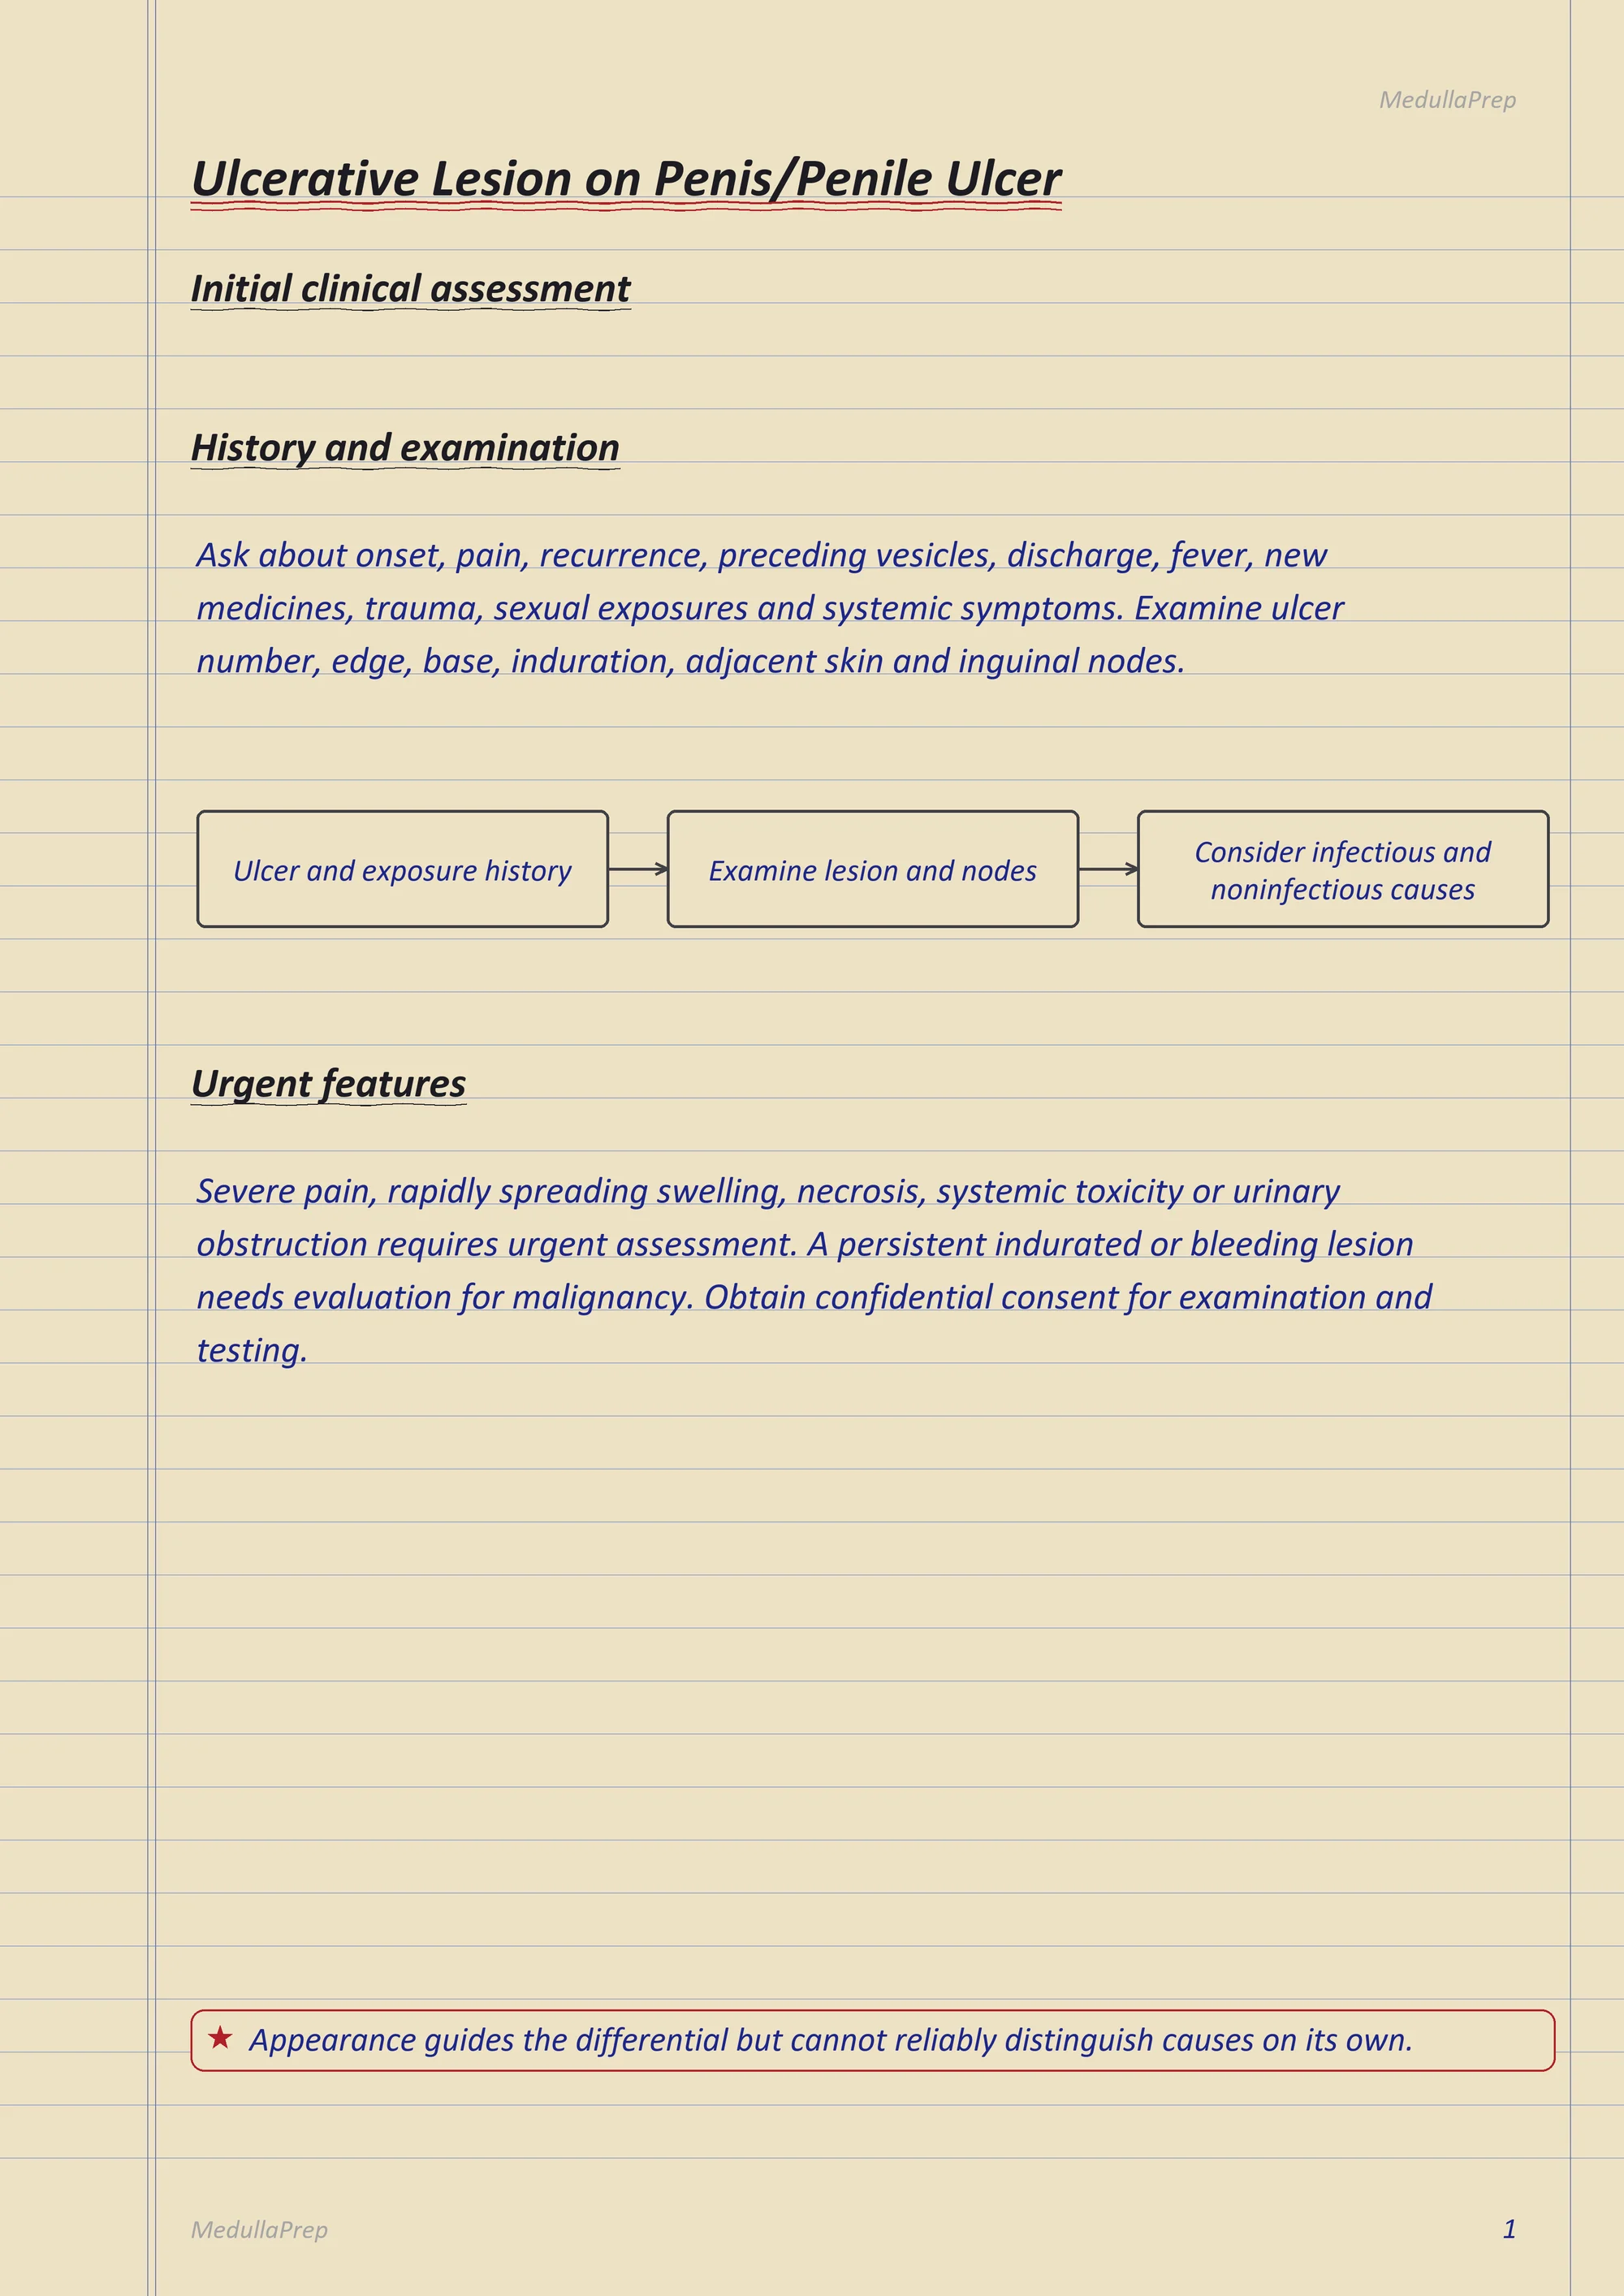 MedullaPrep
Ulcerative Lesion on Penis/Penile Ulcer
Initial clinical assessment
History and examination
Ask about onset, pain, recurrence, preceding vesicles, discharge, fever, new
medicines, trauma, sexual exposures and systemic symptoms. Examine ulcer
number, edge, base, induration, adjacent skin and inguinal nodes.
Ulcer and exposure history
Examine lesion and nodes
Consider infectious and
noninfectious causes
Urgent features
Severe pain, rapidly spreading swelling, necrosis, systemic toxicity or urinary
obstruction requires urgent assessment. A persistent indurated or bleeding lesion
needs evaluation for malignancy. Obtain confidential consent for examination and
testing.
★ Appearance guides the differential but cannot reliably distinguish causes on its own.
MedullaPrep
1